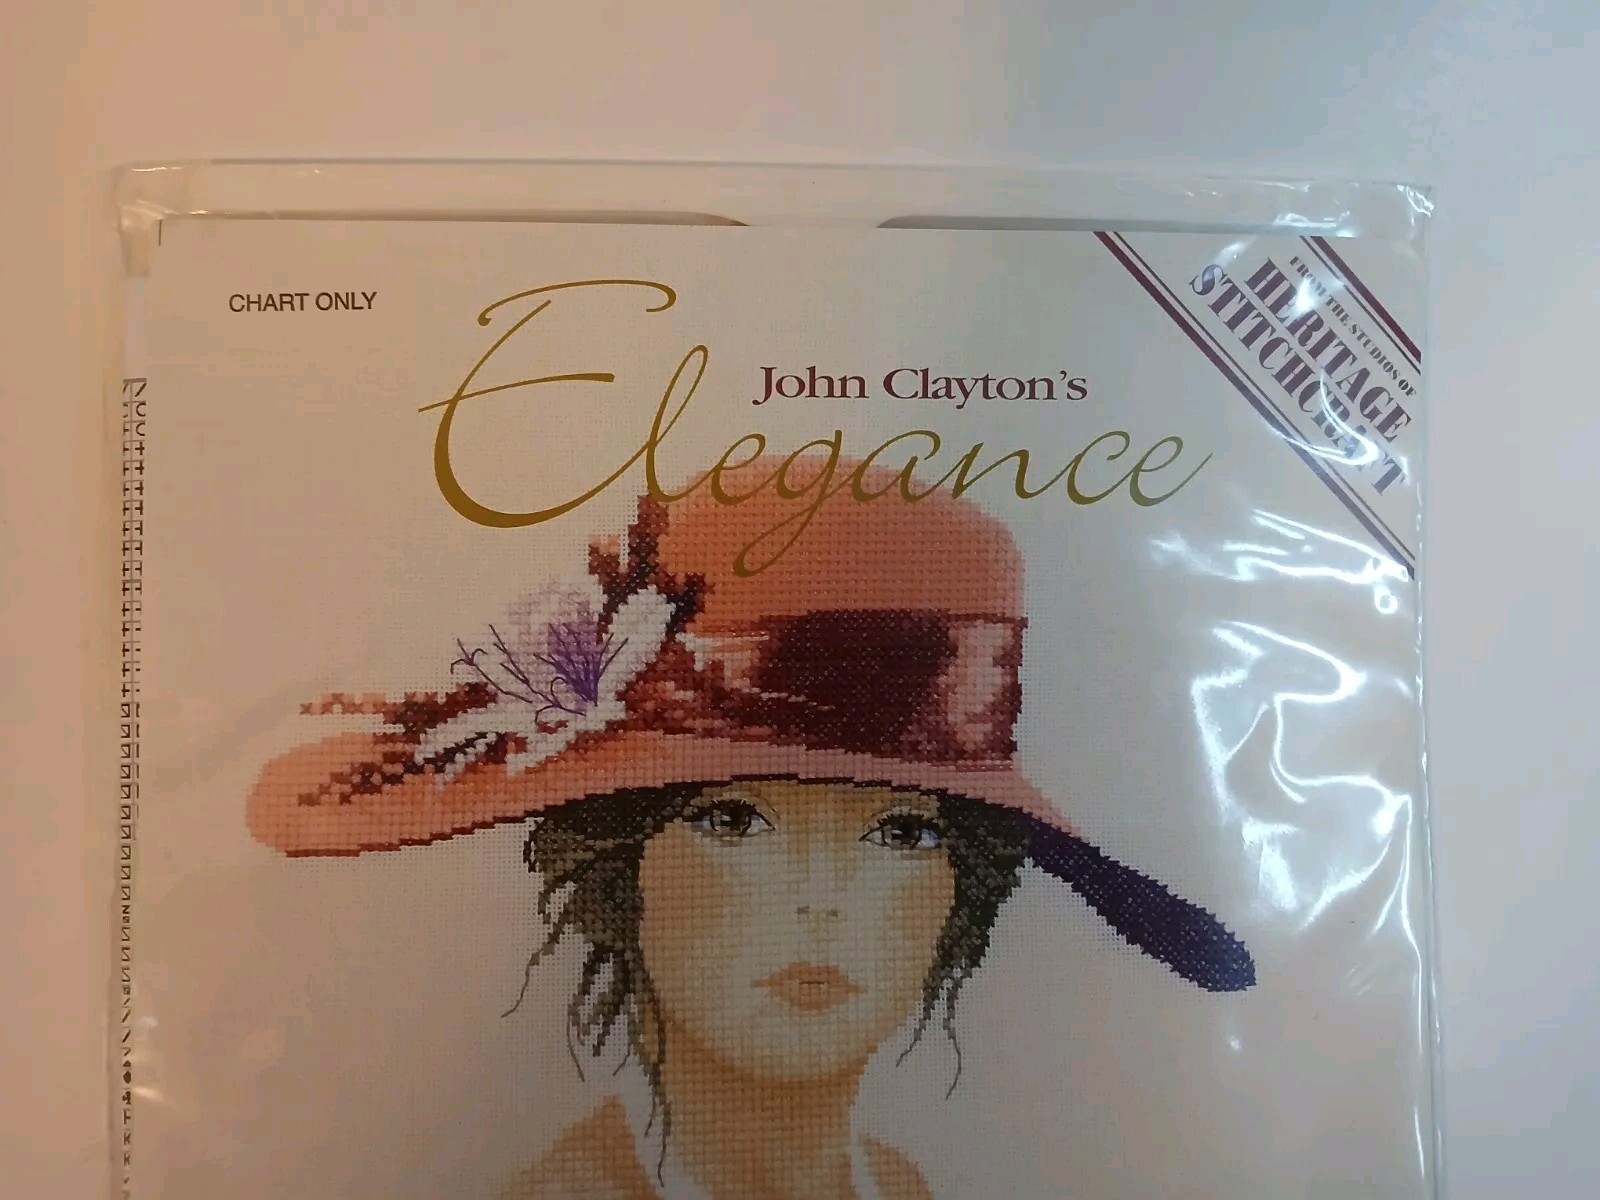 CHART ONLY
John Clayton's
Elegance
FROM THE STUDIOS OF
HERITAGE
STITCHCRAFT